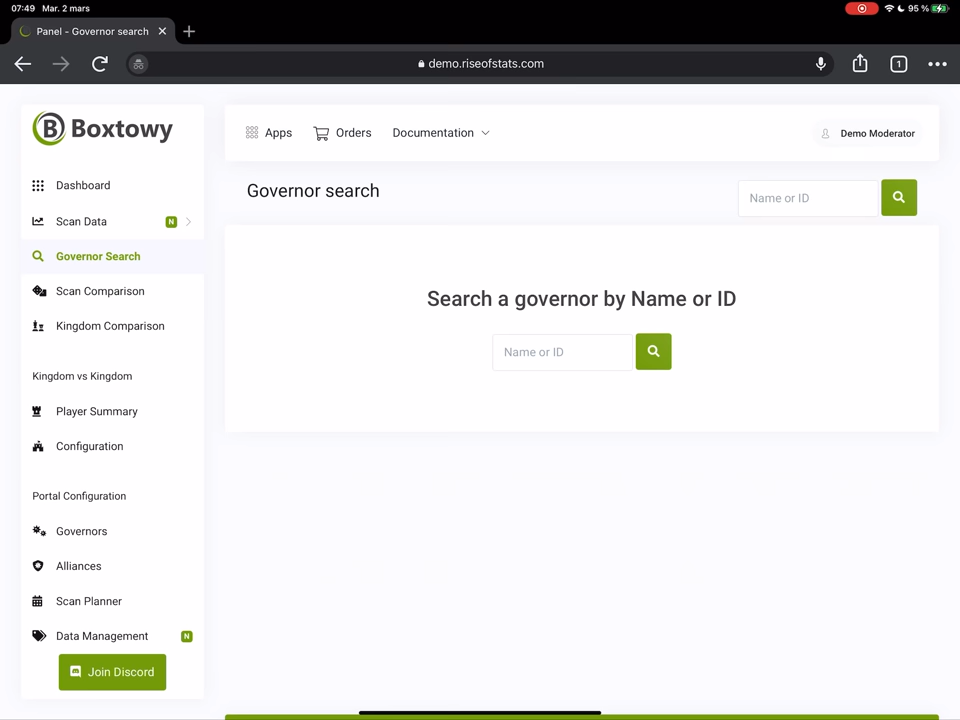 07:49 Mar. 2 mars
95 %
Panel - Governor search
demo.riseofstats.com
1
B Boxtowy
Apps
Orders
Documentation
Demo Moderator
Dashboard
Scan Data N
Governor Search
Scan Comparison
Kingdom Comparison
Kingdom vs Kingdom
Player Summary
Configuration
Portal Configuration
Governors
Alliances
Scan Planner
Data Management N
Join Discord
Governor search
Name or ID
Search a governor by Name or ID
Name or ID